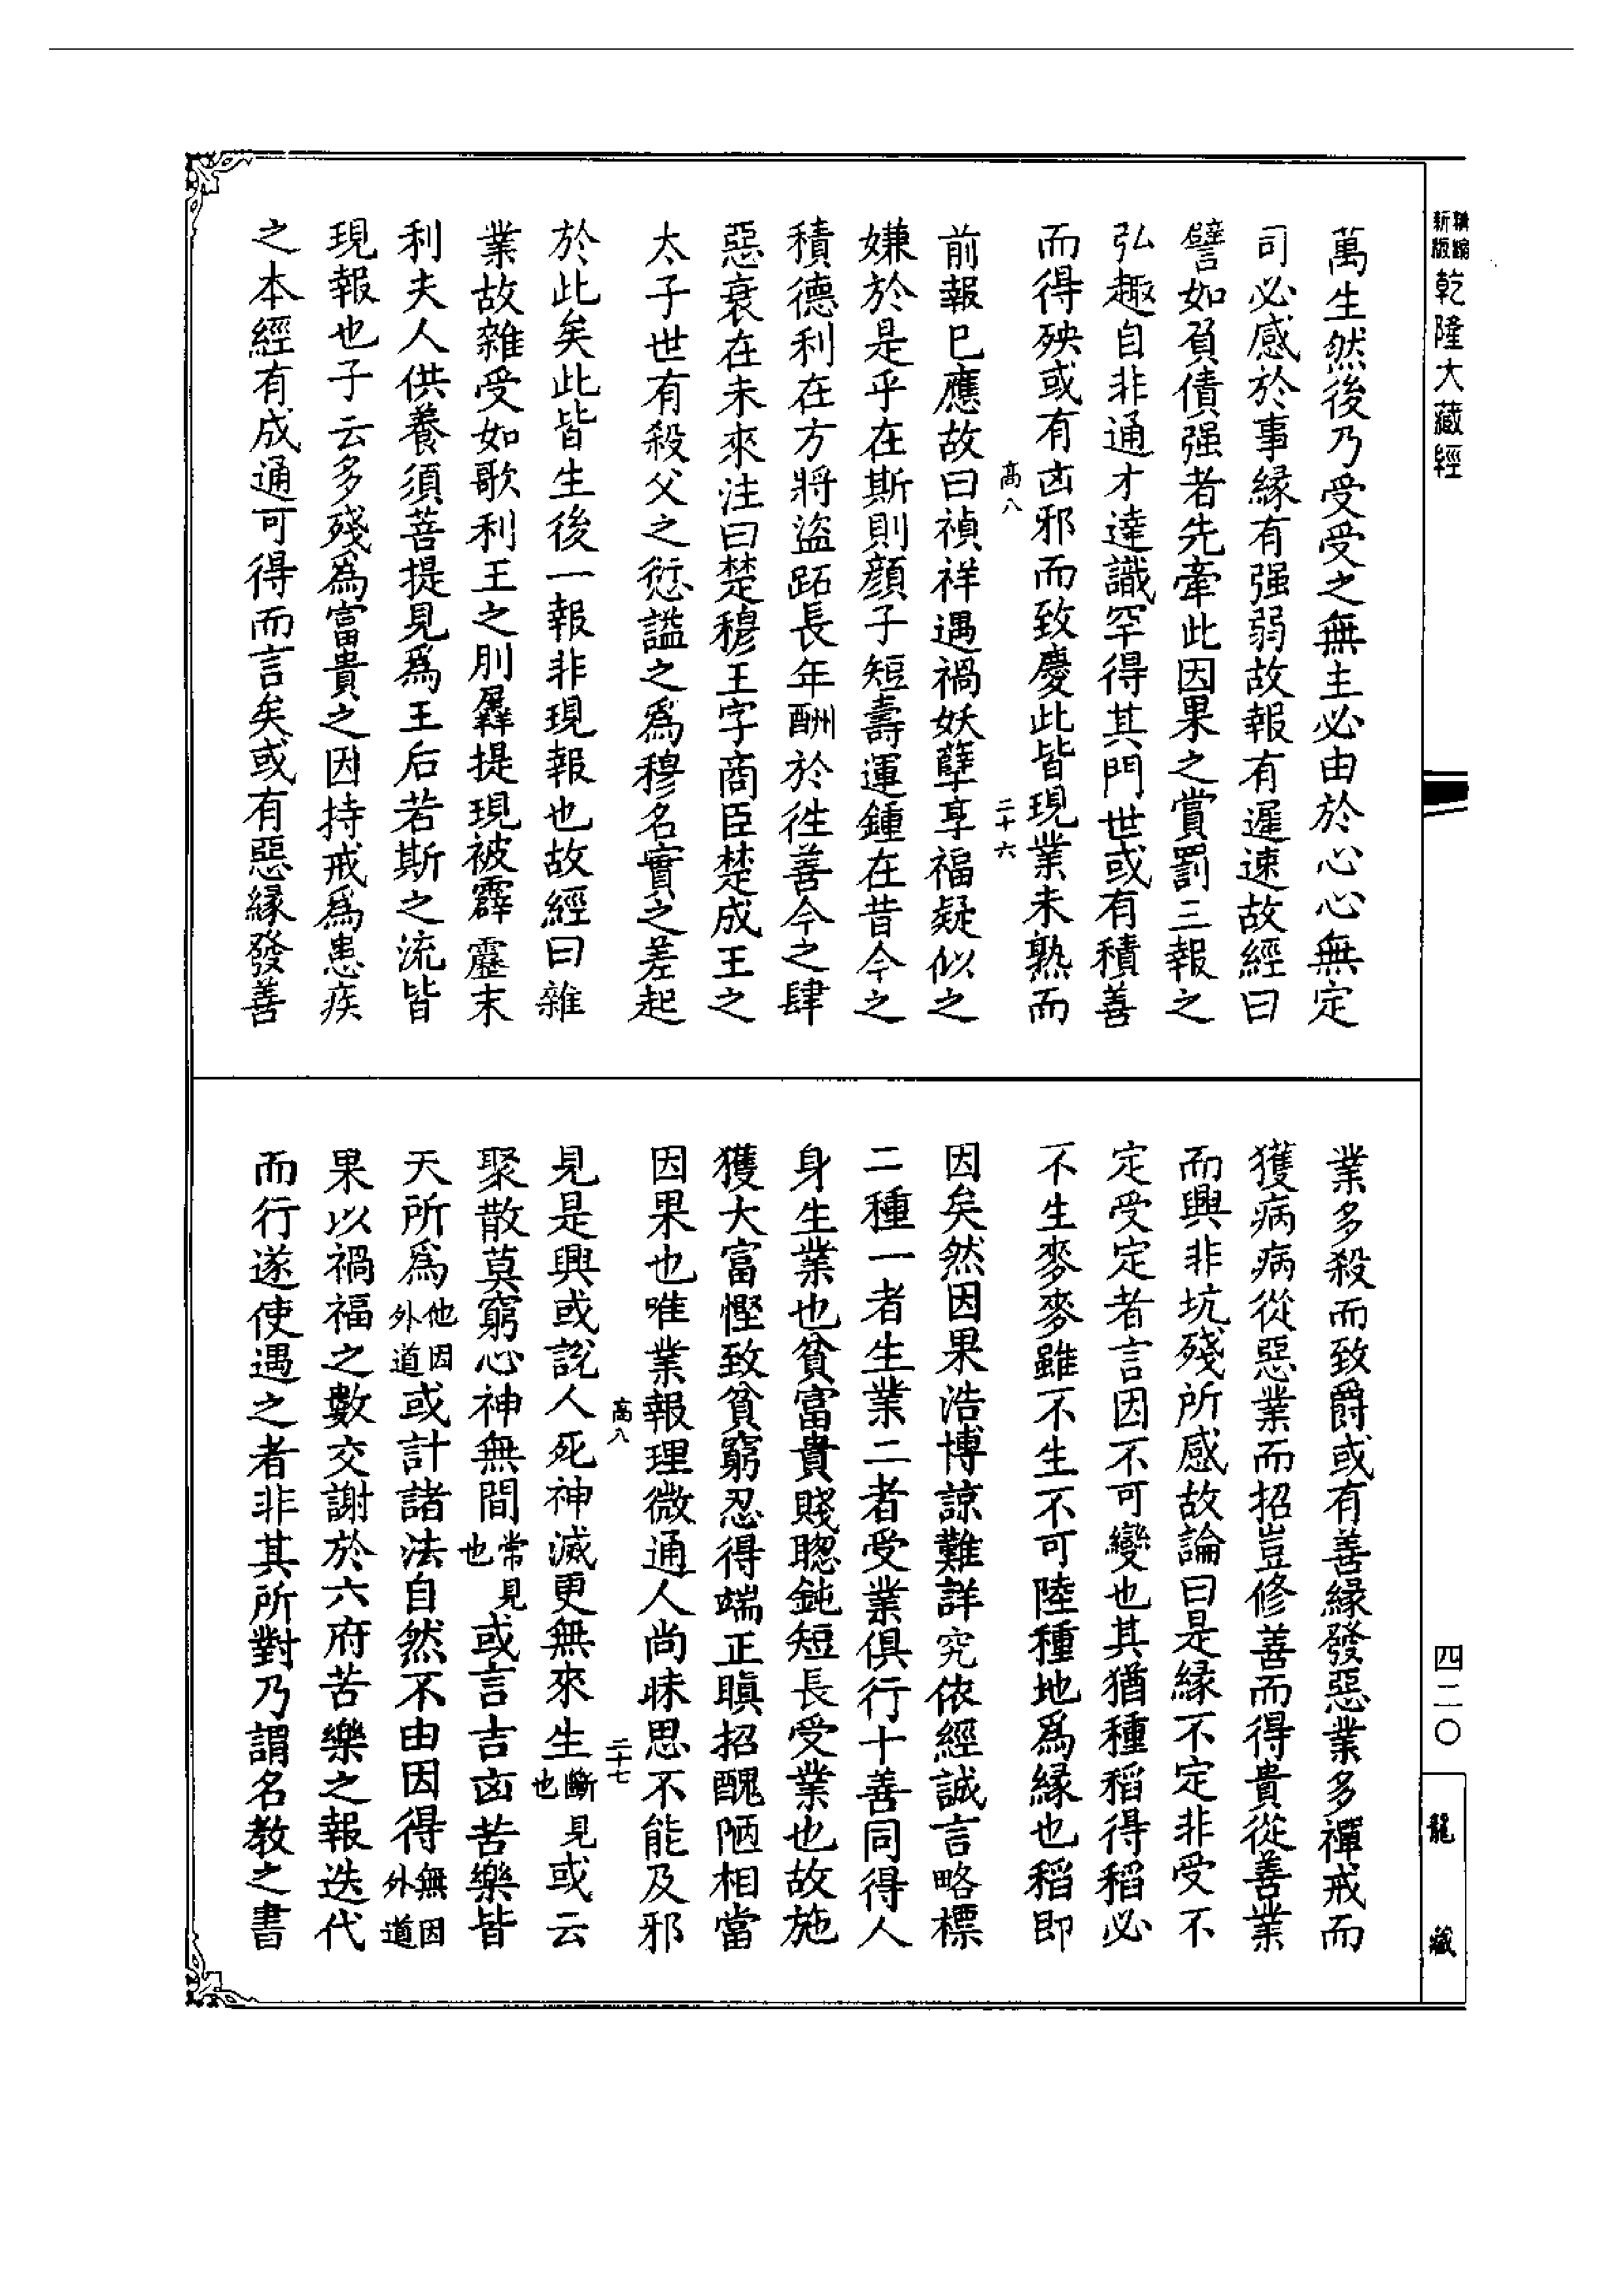 新版精縮
乾隆大藏經
萬生然後乃受受之無主必由於心心無定
司必感於事緣有强弱故報有遲速故經曰
譬如負債强者先牽此因果之賞罰三報之
弘趣自非通才達識罕得其門世或有積善
而得殃或有凶邪而致慶此皆現業未熟而
高八
二十六
前報已應故曰禎祥遇禍妖孽享福疑似之
嫌於是乎在斯則顏子短壽運鍾在昔今之
積德利在方將盜跖長年酬於徃善今之肆
惡衰在未來注曰楚穆王字商臣楚成王之
太子世有殺父之愆謚之爲穆名實之差起
於此矣此皆生後一報非現報也故經曰雜
業故雜受如歌利王之刖羼提現被霹靂末
利夫人供養須菩提見爲王后若斯之流皆
現報也子云多殘爲富貴之因持戒爲患疾
之本經有成通可得而言矣或有惡緣發善
業多殺而致爵或有善緣發惡業多禪戒而
獲病病從惡業而招豈修善而得貴從善業
而興非坑殘所感故論曰是緣不定非受不
定受定者言因不可變也其猶種稻得稻必
不生麥麥雖不生不可陸種地爲緣也稻即
因矣然因果浩博諒難詳究依經誠言略標
二種一者生業二者受業俱行十善同得人
身生業也貧富貴賤聰鈍短長受業也故施
獲大富慳致貧窮忍得端正瞋招醜陋相當
因果也唯業報理微通人尚昧思不能及邪
高八
二十七
見是興或說人死神滅更無來生斷見也或云
聚散莫窮心神無間常見也或言吉凶苦樂皆
天所爲他因外道或計諸法自然不由因得無因外道
果以禍福之數交謝於六府苦樂之報迭代
而行遂使遇之者非其所對乃謂名教之書
四二〇
龍藏